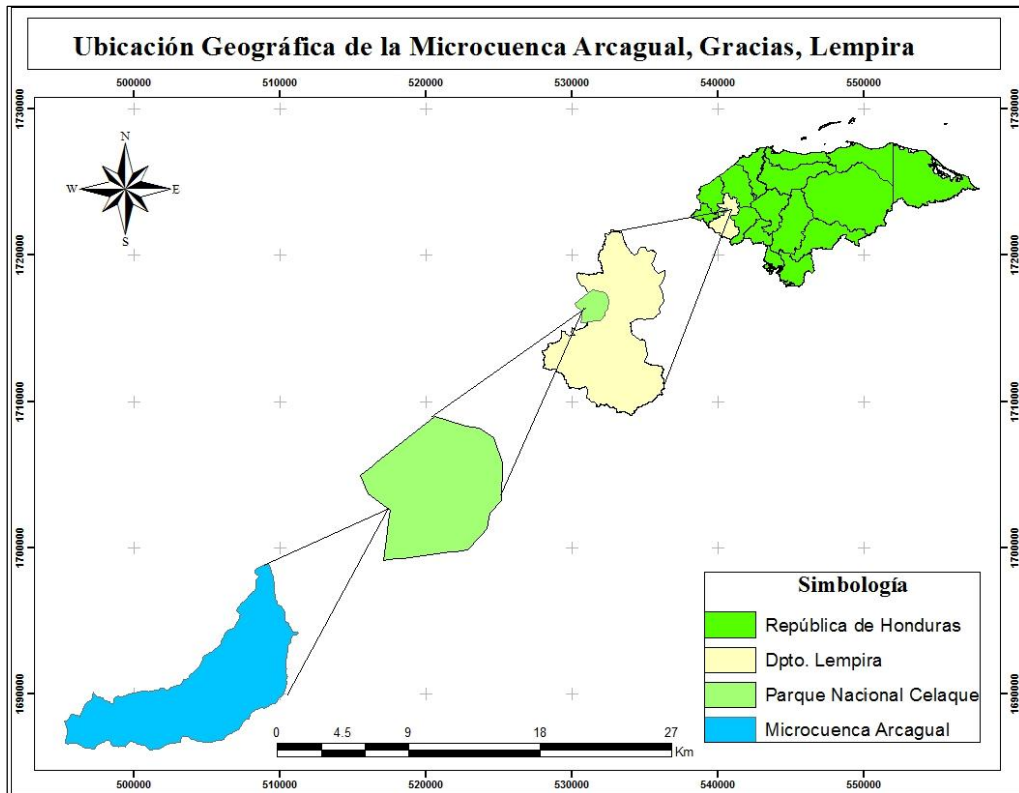 Ubicación Geográfica de la Microcuenca Arcagual, Gracias, Lempira
500000 510000 520000 530000 540000 550000
1730000 1730000
N
W E
S
1720000 1720000
1710000 1710000
1700000 1700000
Simbología
República de Honduras
Dpto. Lempira
Parque Nacional Celaque
Microcuenca Arcagual
1690000 1690000
0 4.5 9 18 27
Km
500000 510000 520000 530000 540000 550000